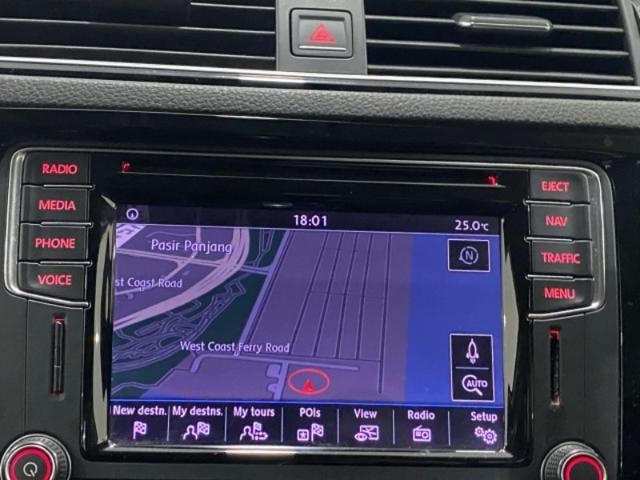 RADIO
MEDIA
PHONE
VOICE
EJECT
NAV
TRAFFIC
MENU
18:01
25.0°C
N
Pasir Panjang
st Coast Road
West Coast Ferry Road
AUTO
New destn. My destns. My tours POIs View Radio Setup